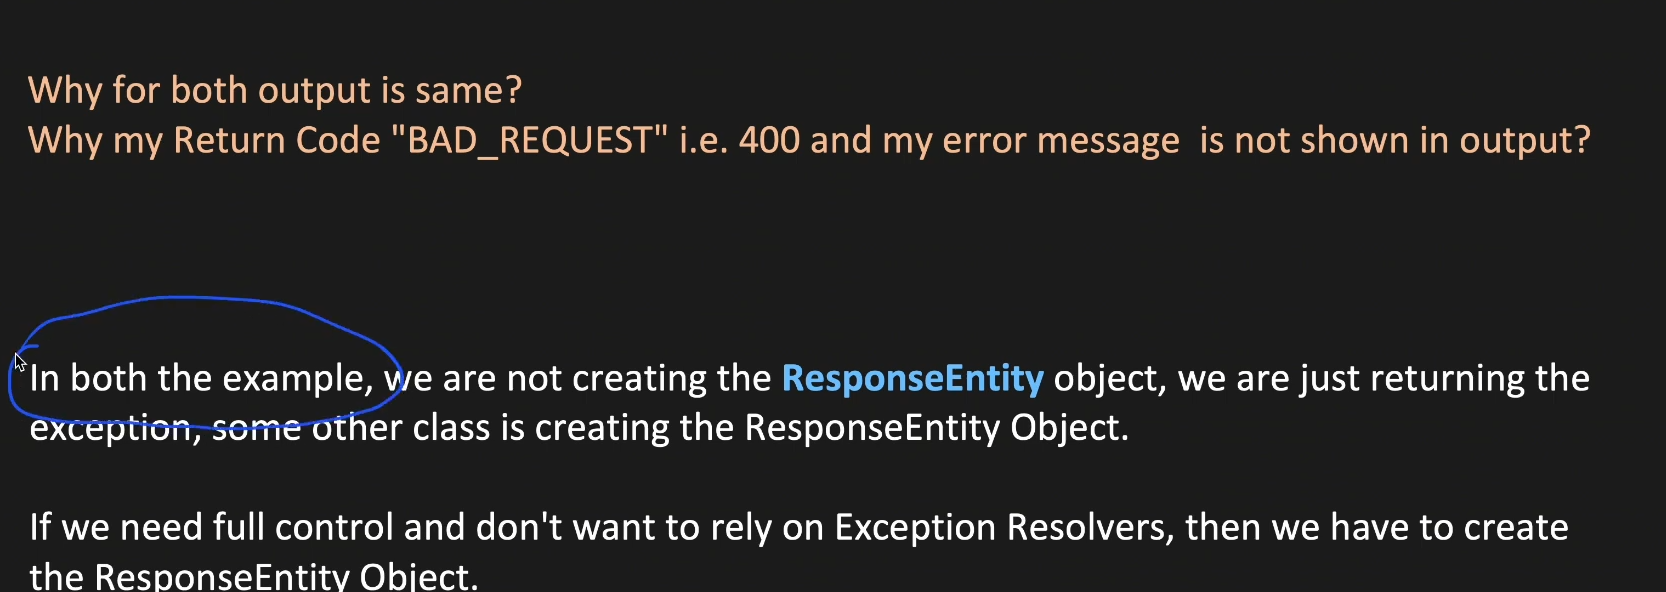 Why for both output is same?
Why my Return Code "BAD_REQUEST" i.e. 400 and my error message  is not shown in output?
In both the example, we are not creating the ResponseEntity object, we are just returning the
exception, some other class is creating the ResponseEntity Object.
If we need full control and don't want to rely on Exception Resolvers, then we have to create
the ResponseEntity Object.